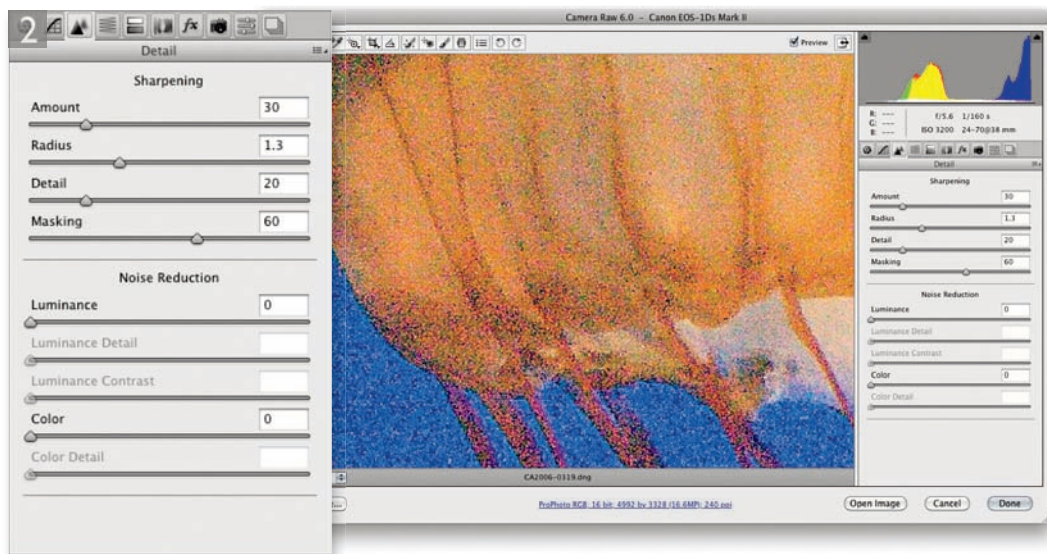 2
fx
Detail
Sharpening
Amount 30
Radius 1.3
Detail 20
Masking 60
Noise Reduction
Luminance 0
Luminance Detail
Luminance Contrast
Color 0
Color Detail
Camera Raw 6.0 – Canon EOS-1Ds Mark II
Preview
R: ---
G: ---
B: ---
f/5.6 1/160 s
ISO 3200 24-70@38 mm
fx
Detail
Sharpening
Amount 30
Radius 1.3
Detail 20
Masking 60
Noise Reduction
Luminance 0
Luminance Detail
Luminance Contrast
Color 0
Color Detail
CA2006-0319.dng
...
ProPhoto RGB; 16 bit; 4992 by 3328 (16.6MP); 240 ppi
Open Image
Cancel
Done